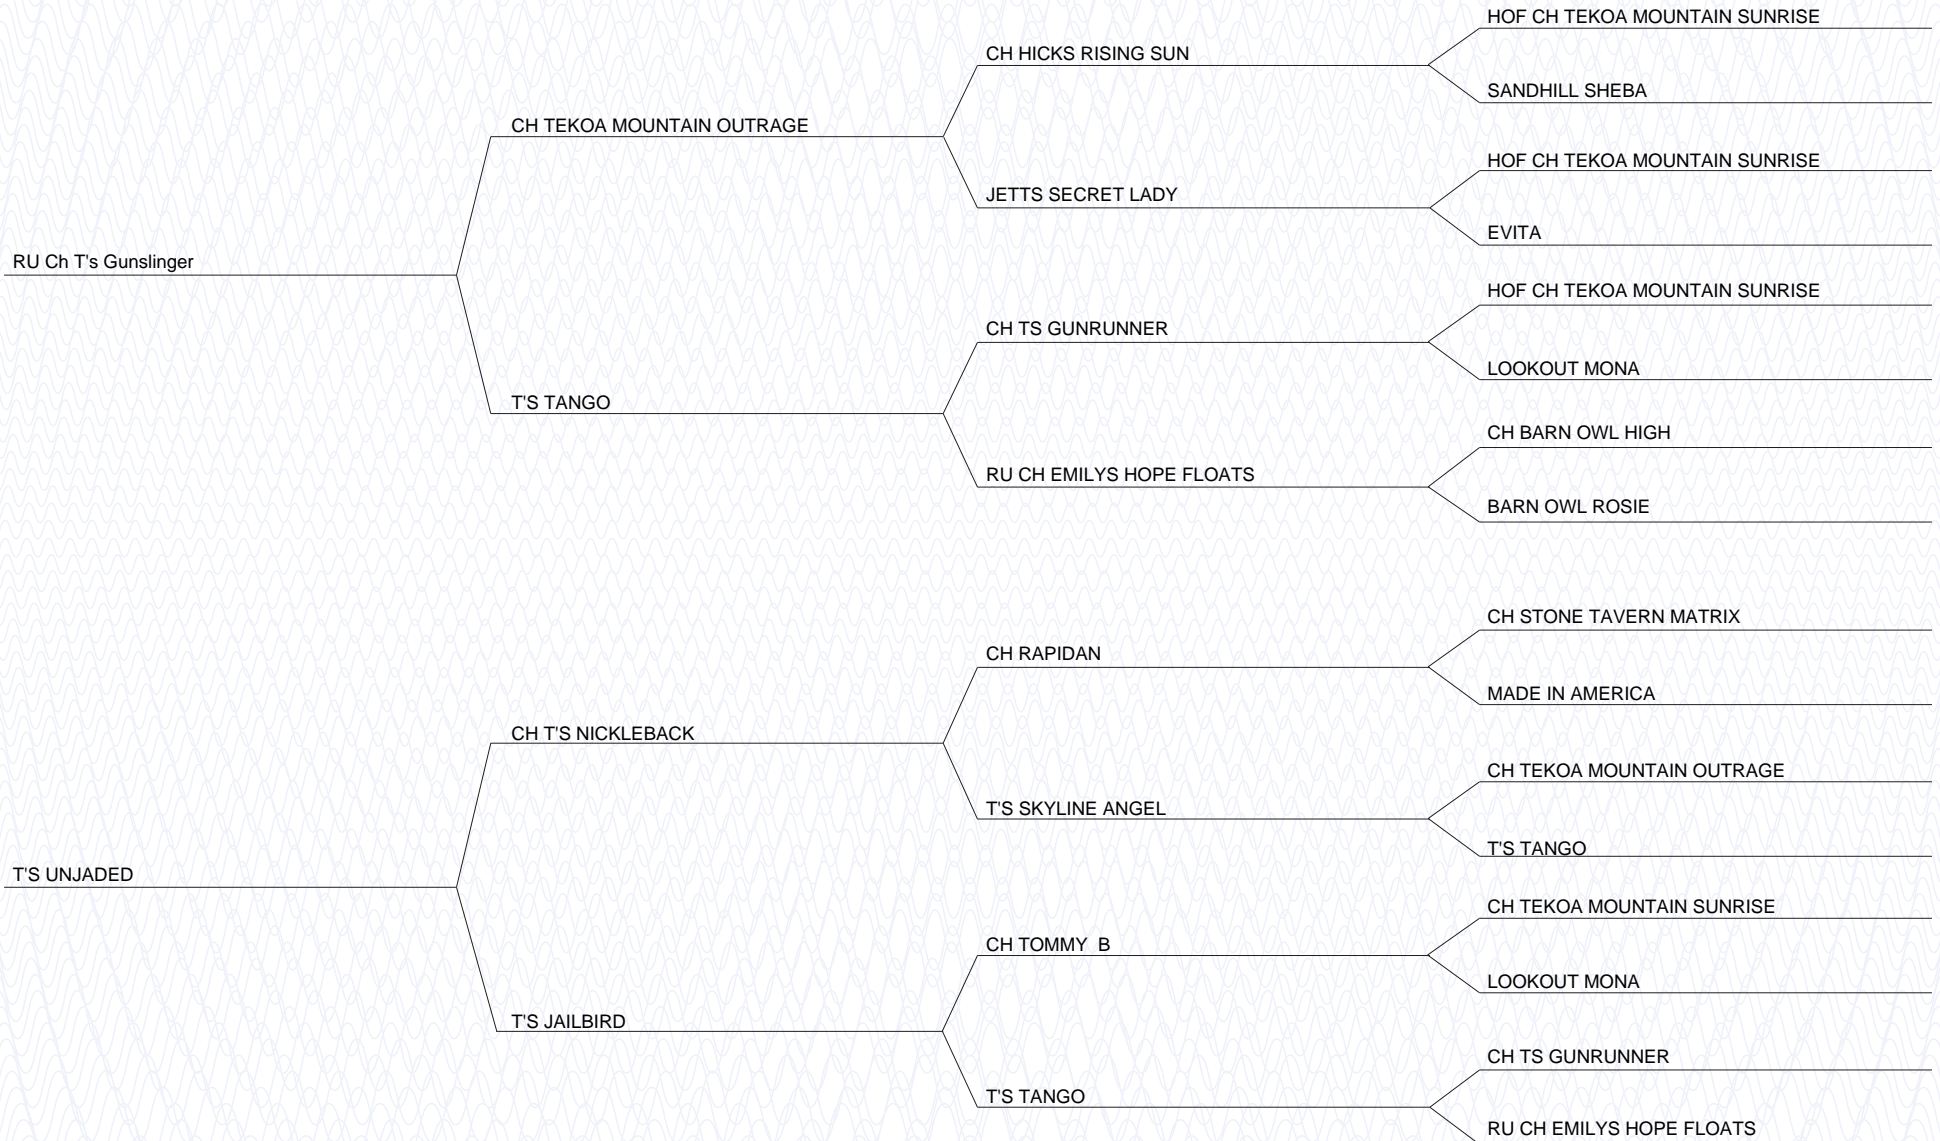 HOF CH TEKOA MOUNTAIN SUNRISE
CH HICKS RISING SUN
SANDHILL SHEBA
CH TEKOA MOUNTAIN OUTRAGE
HOF CH TEKOA MOUNTAIN SUNRISE
JETTS SECRET LADY
EVITA
RU Ch T's Gunslinger
HOF CH TEKOA MOUNTAIN SUNRISE
CH TS GUNRUNNER
LOOKOUT MONA
T'S TANGO
CH BARN OWL HIGH
RU CH EMILYS HOPE FLOATS
BARN OWL ROSIE
CH STONE TAVERN MATRIX
CH RAPIDAN
MADE IN AMERICA
CH T'S NICKLEBACK
CH TEKOA MOUNTAIN OUTRAGE
T'S SKYLINE ANGEL
T'S TANGO
T'S UNJADED
CH TEKOA MOUNTAIN SUNRISE
CH TOMMY  B
LOOKOUT MONA
T'S JAILBIRD
CH TS GUNRUNNER
T'S TANGO
RU CH EMILYS HOPE FLOATS